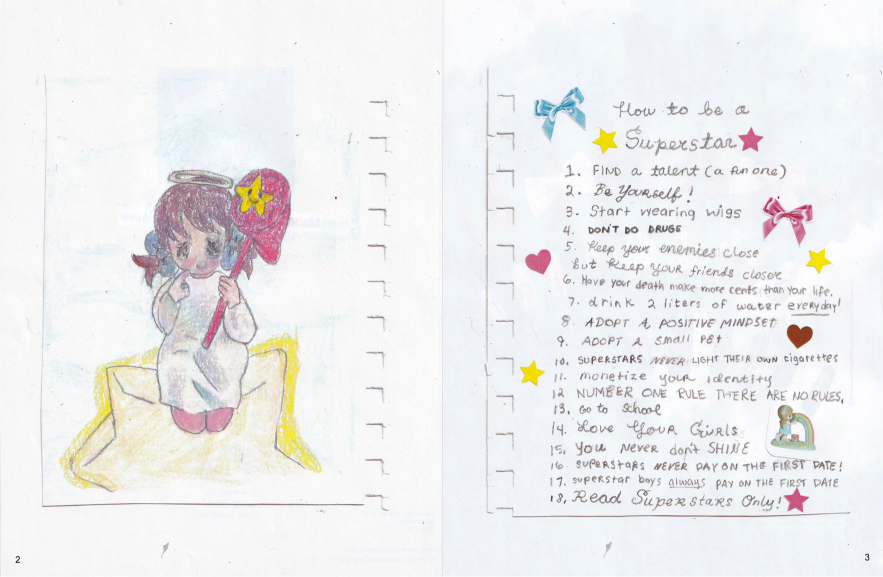 How to be a
Superstar
1. FIND a talent (a fun one)
2. Be Yourself!
3. Start wearing wigs
4. DON'T DO DRUGS
5. Keep your enemies close
but keep your friends closer
6. Have your death make more cents than your life.
7. drink 2 liters of water everyday!
8. ADOPT A POSITIVE MINDSET
9. ADOPT A Small PEt
10. SUPERSTARS NEVER LIGHT THEIR OWN cigarettes
11. monetize your identity
12 NUMBER ONE RULE THERE ARE NO RULES,
13. Go to School
14. Love Your Girls
15. You NEVER don't SHINE
16. SUPERSTARS NEVER PAY ON THE FIRST DATE!
17. superstar boys always PAY ON THE FIRST DATE
18. Read Superstars Only!
2
3